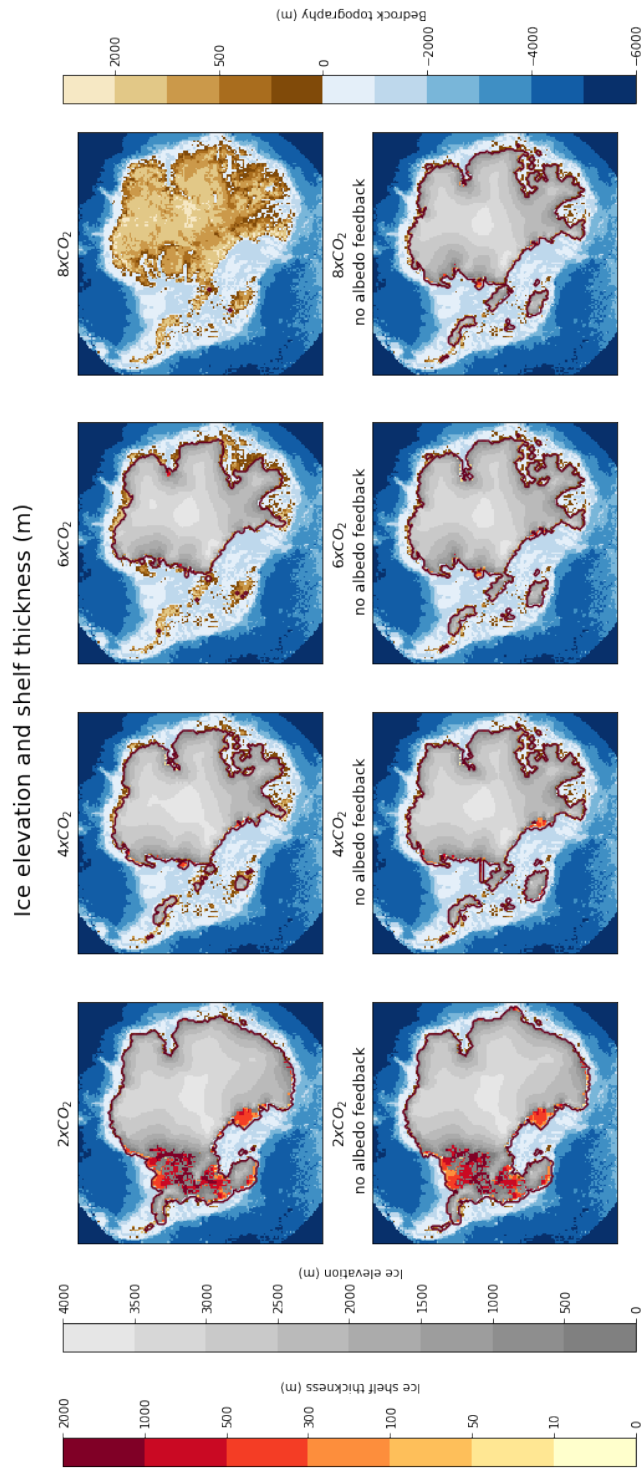 Ice elevation and shelf thickness (m)
2xCO2
4xCO2
6xCO2
8xCO2
2xCO2
no albedo feedback
4xCO2
no albedo feedback
6xCO2
no albedo feedback
8xCO2
no albedo feedback
2000
1000
500
300
100
50
10
0
Ice shelf thickness
(m)
4000
3500
3000
2500
2000
1500
1000
500
0
Ice elevation (m)
2000
500
0
−2000
−4000
−6000
Bedrock topography
(m)